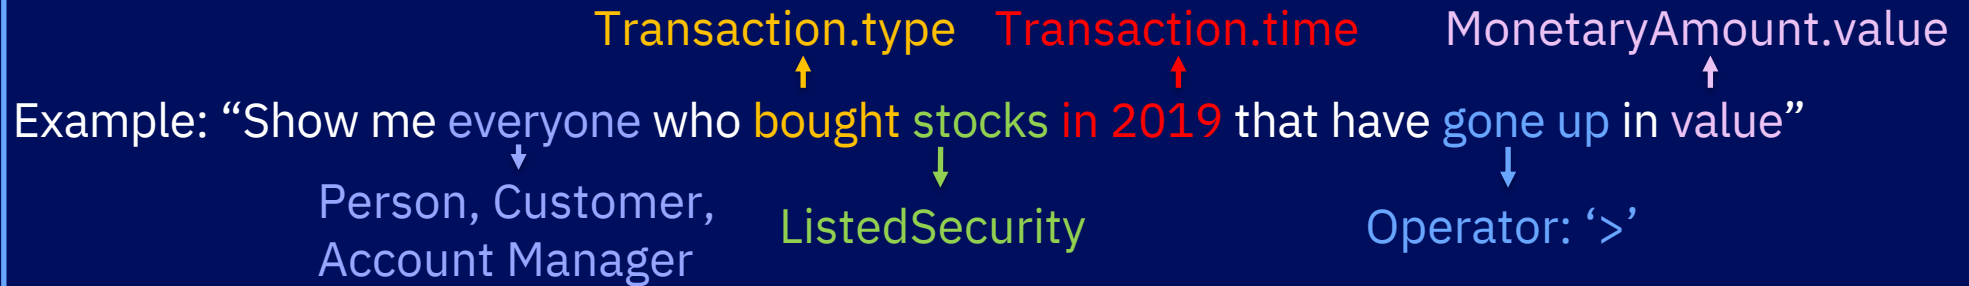 Transaction.type Transaction.time MonetaryAmount.value
Example: “Show me everyone who bought stocks in 2019 that have gone up in value”
Person, Customer,
Account Manager
ListedSecurity
Operator: ‘>’